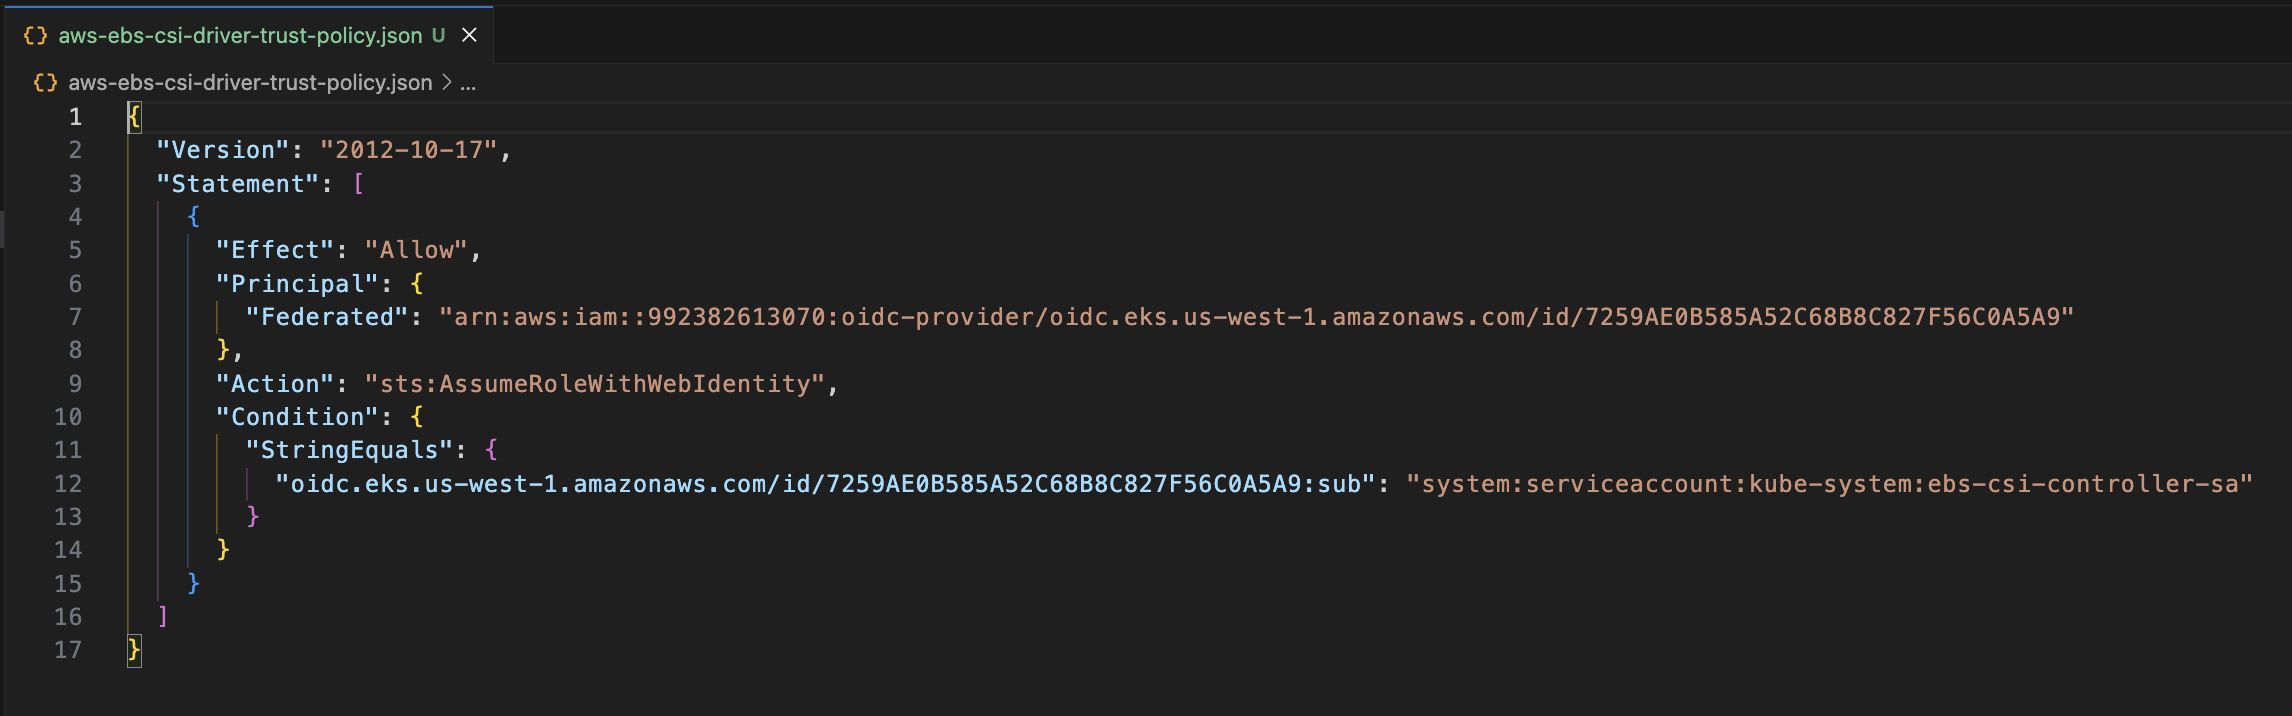 {} aws-ebs-csi-driver-trust-policy.json U ×
{} aws-ebs-csi-driver-trust-policy.json > ...
1 {
2 "Version": "2012-10-17",
3 "Statement": [
4 {
5 "Effect": "Allow",
6 "Principal": {
7 "Federated": "arn:aws:iam::992382613070:oidc-provider/oidc.eks.us-west-1.amazonaws.com/id/7259AE0B585A52C68B8C827F56C0A5A9"
8 },
9 "Action": "sts:AssumeRoleWithWebIdentity",
10 "Condition": {
11 "StringEquals": {
12 "oidc.eks.us-west-1.amazonaws.com/id/7259AE0B585A52C68B8C827F56C0A5A9:sub": "system:serviceaccount:kube-system:ebs-csi-controller-sa"
13 }
14 }
15 }
16 ]
17 }